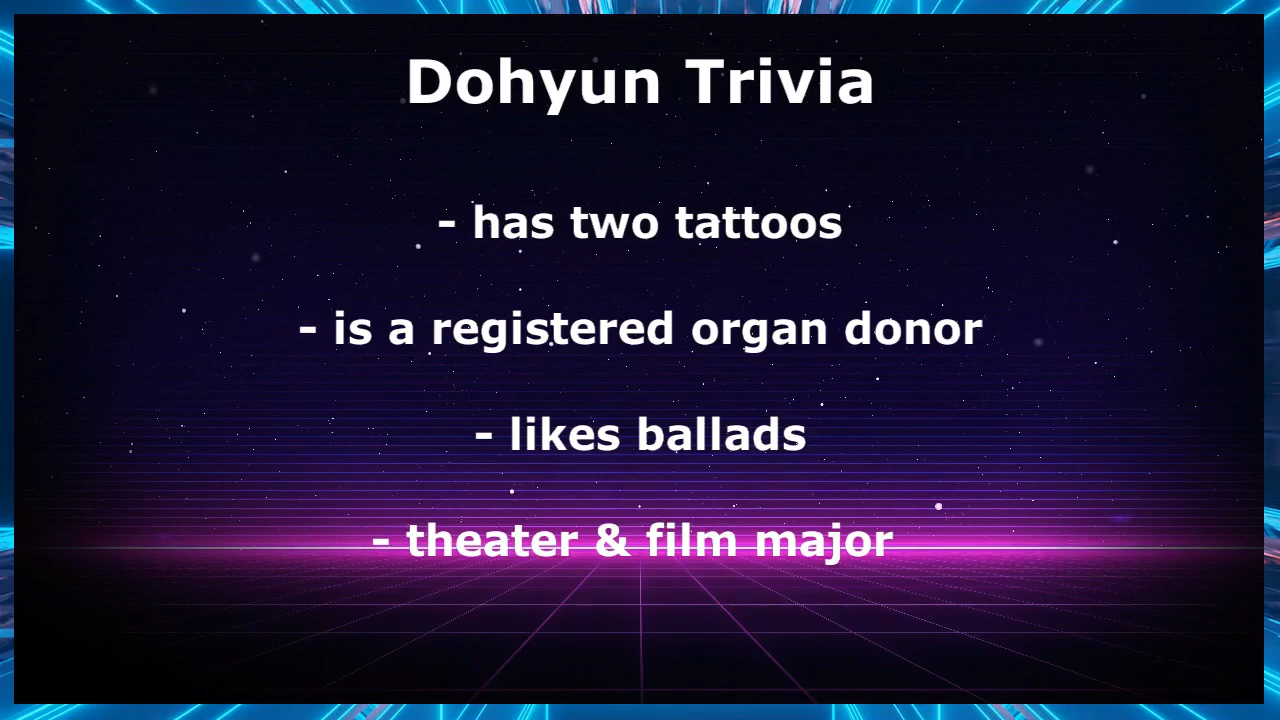 Dohyun Trivia
- has two tattoos
- is a registered organ donor
- likes ballads
- theater & film major